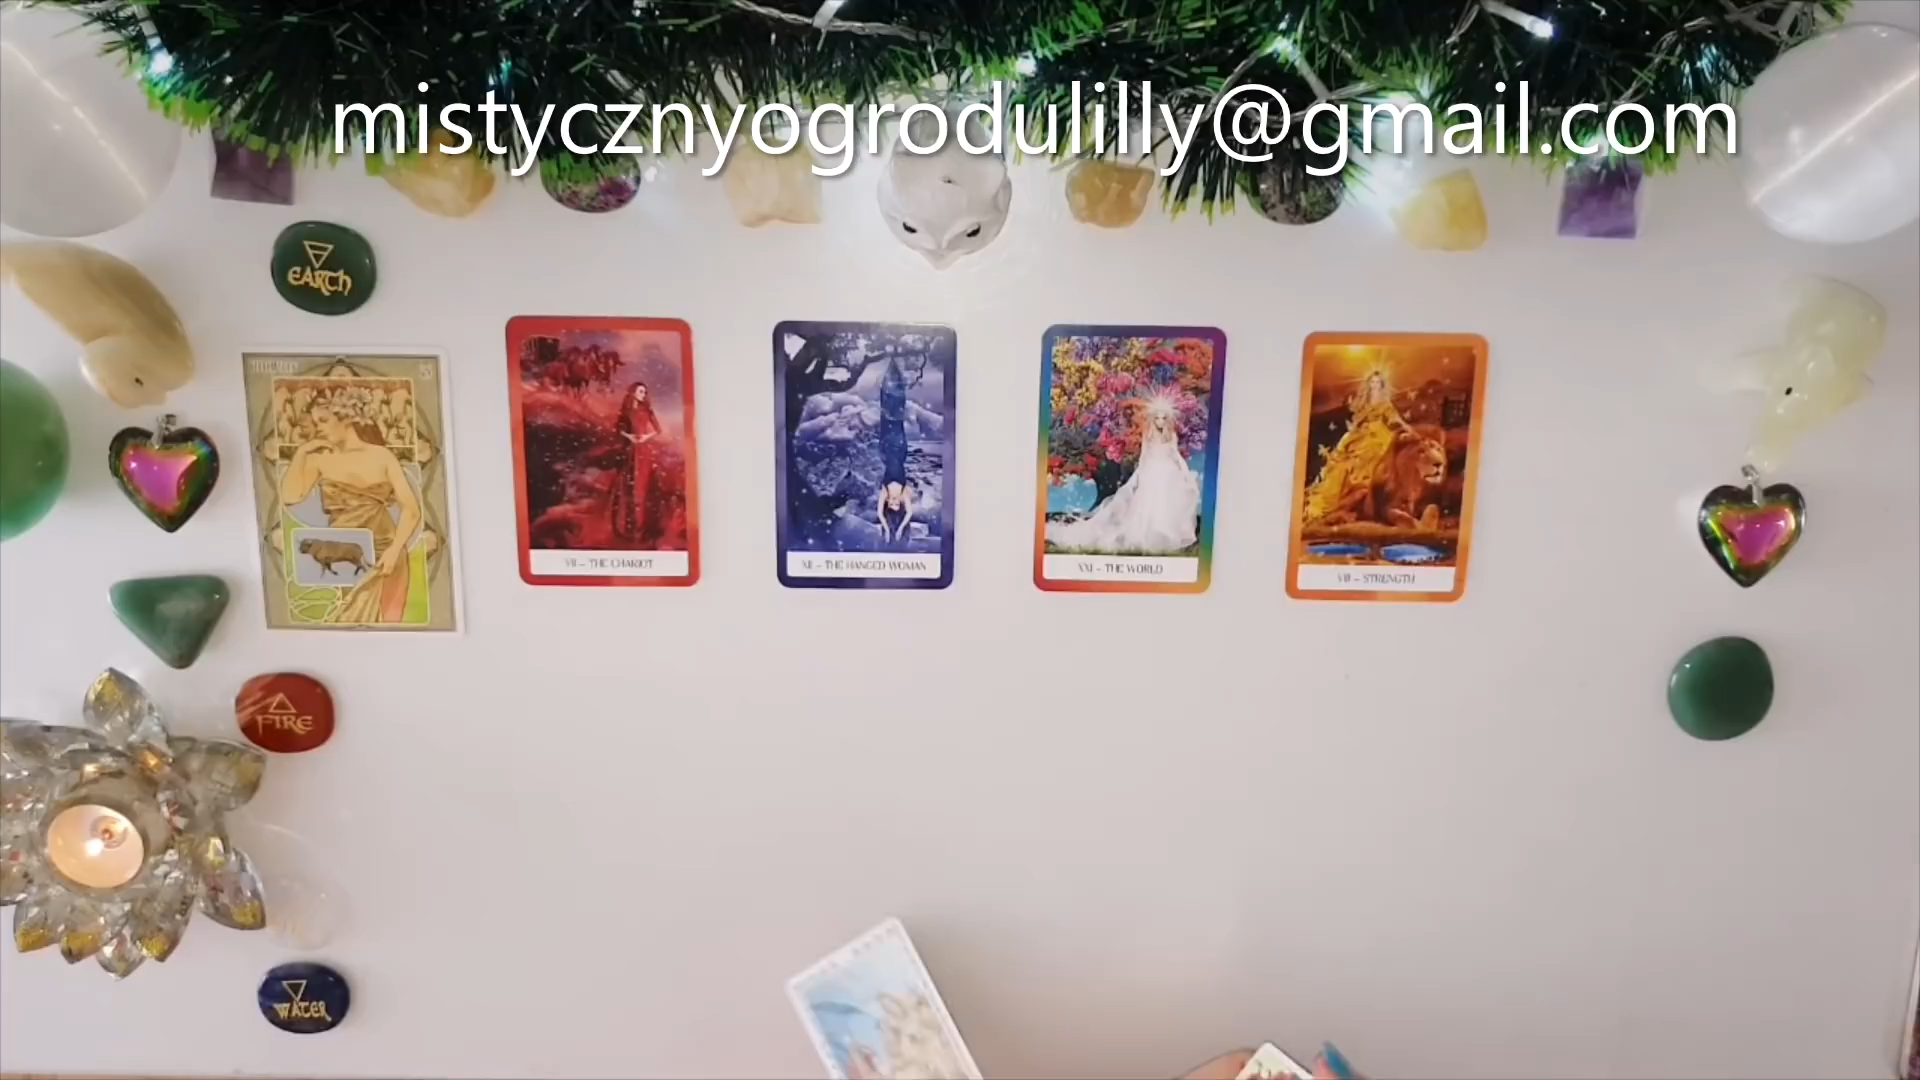 mistycznyogrodulilly@gmail.com
EARTH
VII – THE CHARIOT
XII – THE HANGED WOMAN
XXI – THE WORLD
VIII – STRENGTH
FIRE
WATER